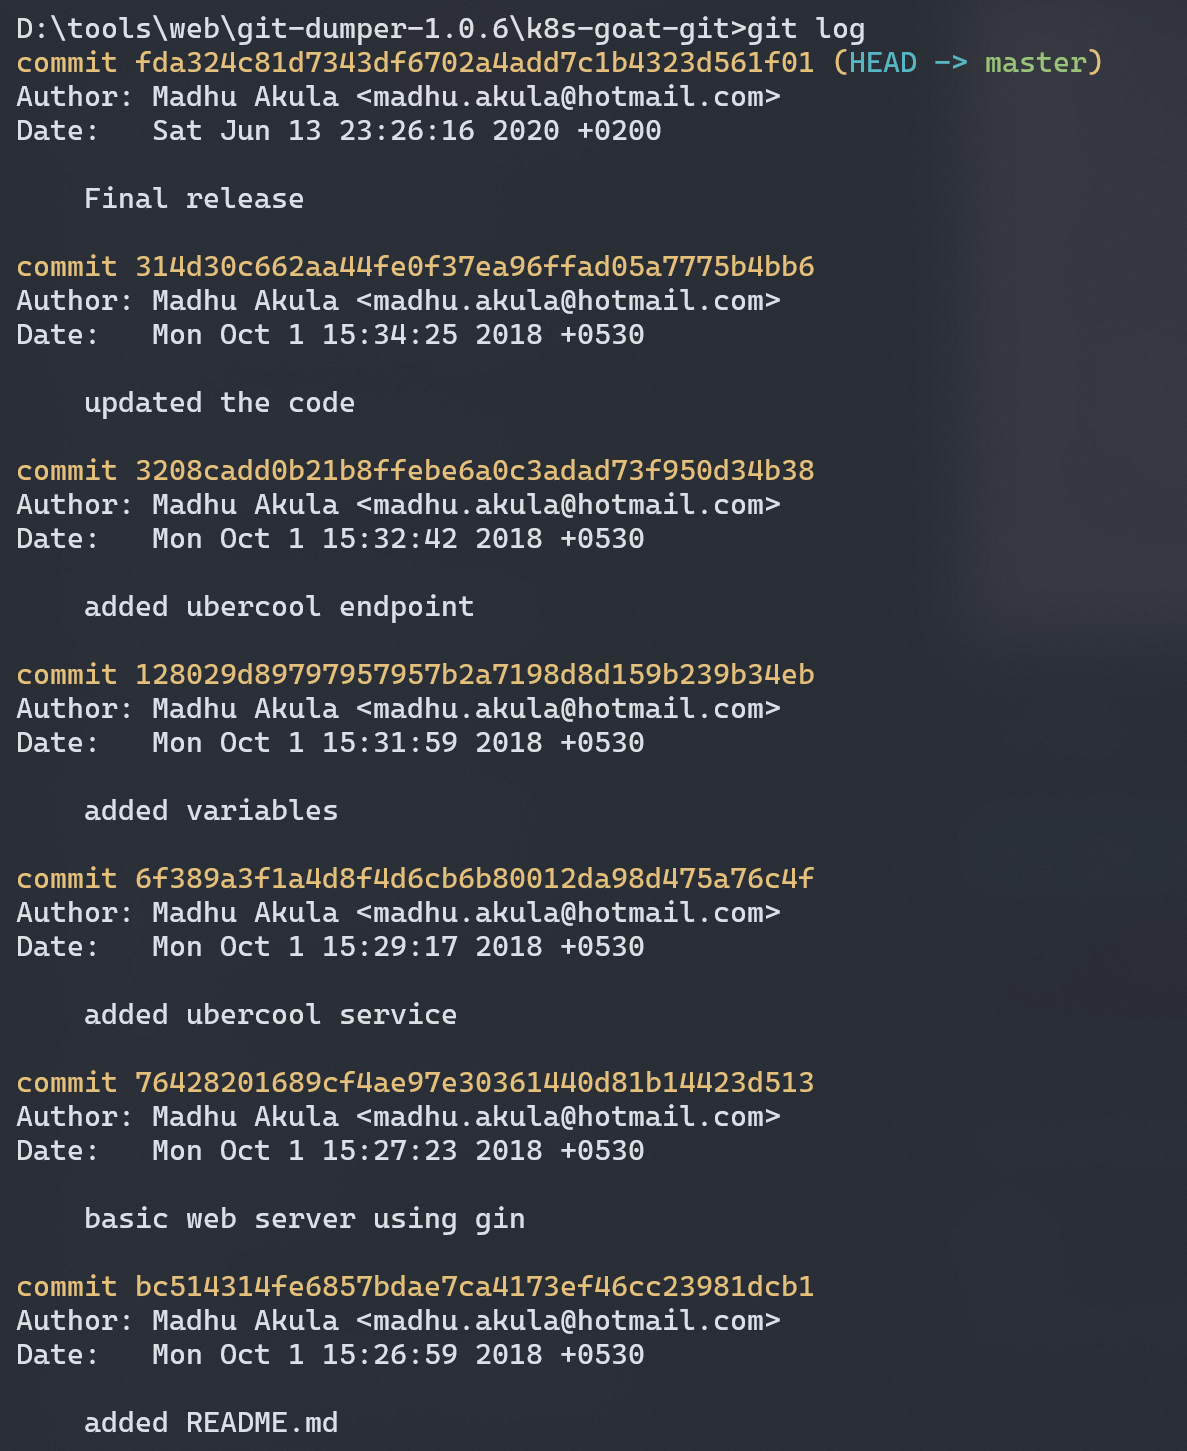 D:\tools\web\git-dumper-1.0.6\k8s-goat-git>git log
commit fda324c81d7343df6702a4add7c1b4323d561f01 (HEAD -> master)
Author: Madhu Akula <madhu.akula@hotmail.com>
Date:   Sat Jun 13 23:26:16 2020 +0200
    Final release
commit 314d30c662aa44fe0f37ea96ffad05a7775b4bb6
Author: Madhu Akula <madhu.akula@hotmail.com>
Date:   Mon Oct 1 15:34:25 2018 +0530
    updated the code
commit 3208cadd0b21b8ffebe6a0c3adad73f950d34b38
Author: Madhu Akula <madhu.akula@hotmail.com>
Date:   Mon Oct 1 15:32:42 2018 +0530
    added ubercool endpoint
commit 128029d89797957957b2a7198d8d159b239b34eb
Author: Madhu Akula <madhu.akula@hotmail.com>
Date:   Mon Oct 1 15:31:59 2018 +0530
    added variables
commit 6f389a3f1a4d8f4d6cb6b80012da98d475a76c4f
Author: Madhu Akula <madhu.akula@hotmail.com>
Date:   Mon Oct 1 15:29:17 2018 +0530
    added ubercool service
commit 76428201689cf4ae97e30361440d81b14423d513
Author: Madhu Akula <madhu.akula@hotmail.com>
Date:   Mon Oct 1 15:27:23 2018 +0530
    basic web server using gin
commit bc514314fe6857bdae7ca4173ef46cc23981dcb1
Author: Madhu Akula <madhu.akula@hotmail.com>
Date:   Mon Oct 1 15:26:59 2018 +0530
    added README.md